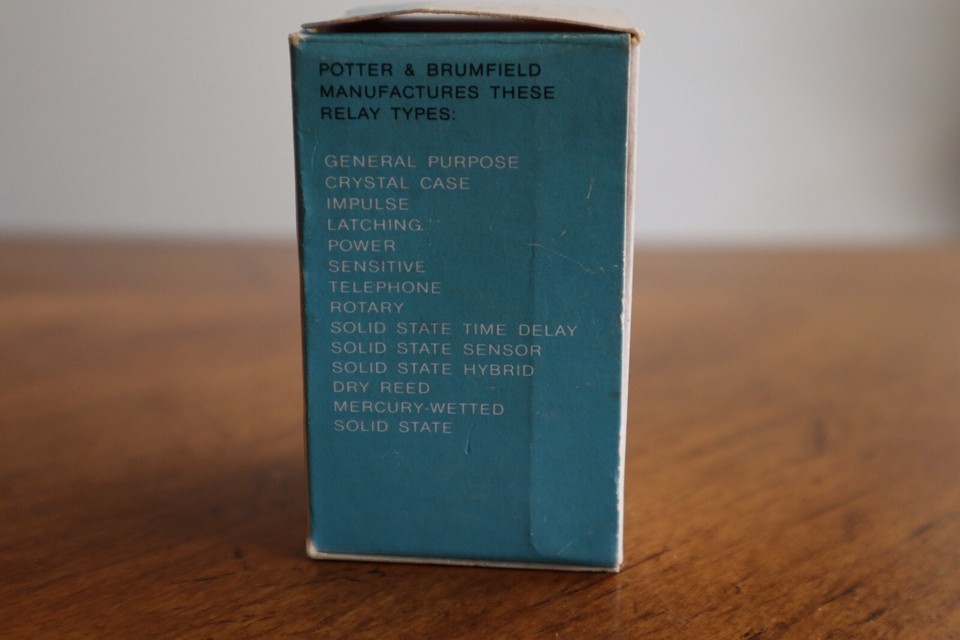 POTTER & BRUMFIELD
MANUFACTURES THESE
RELAY TYPES:
GENERAL PURPOSE
CRYSTAL CASE
IMPULSE
LATCHING
POWER
SENSITIVE
TELEPHONE
ROTARY
SOLID STATE TIME DELAY
SOLID STATE SENSOR
SOLID STATE HYBRID
DRY REED
MERCURY-WETTED
SOLID STATE